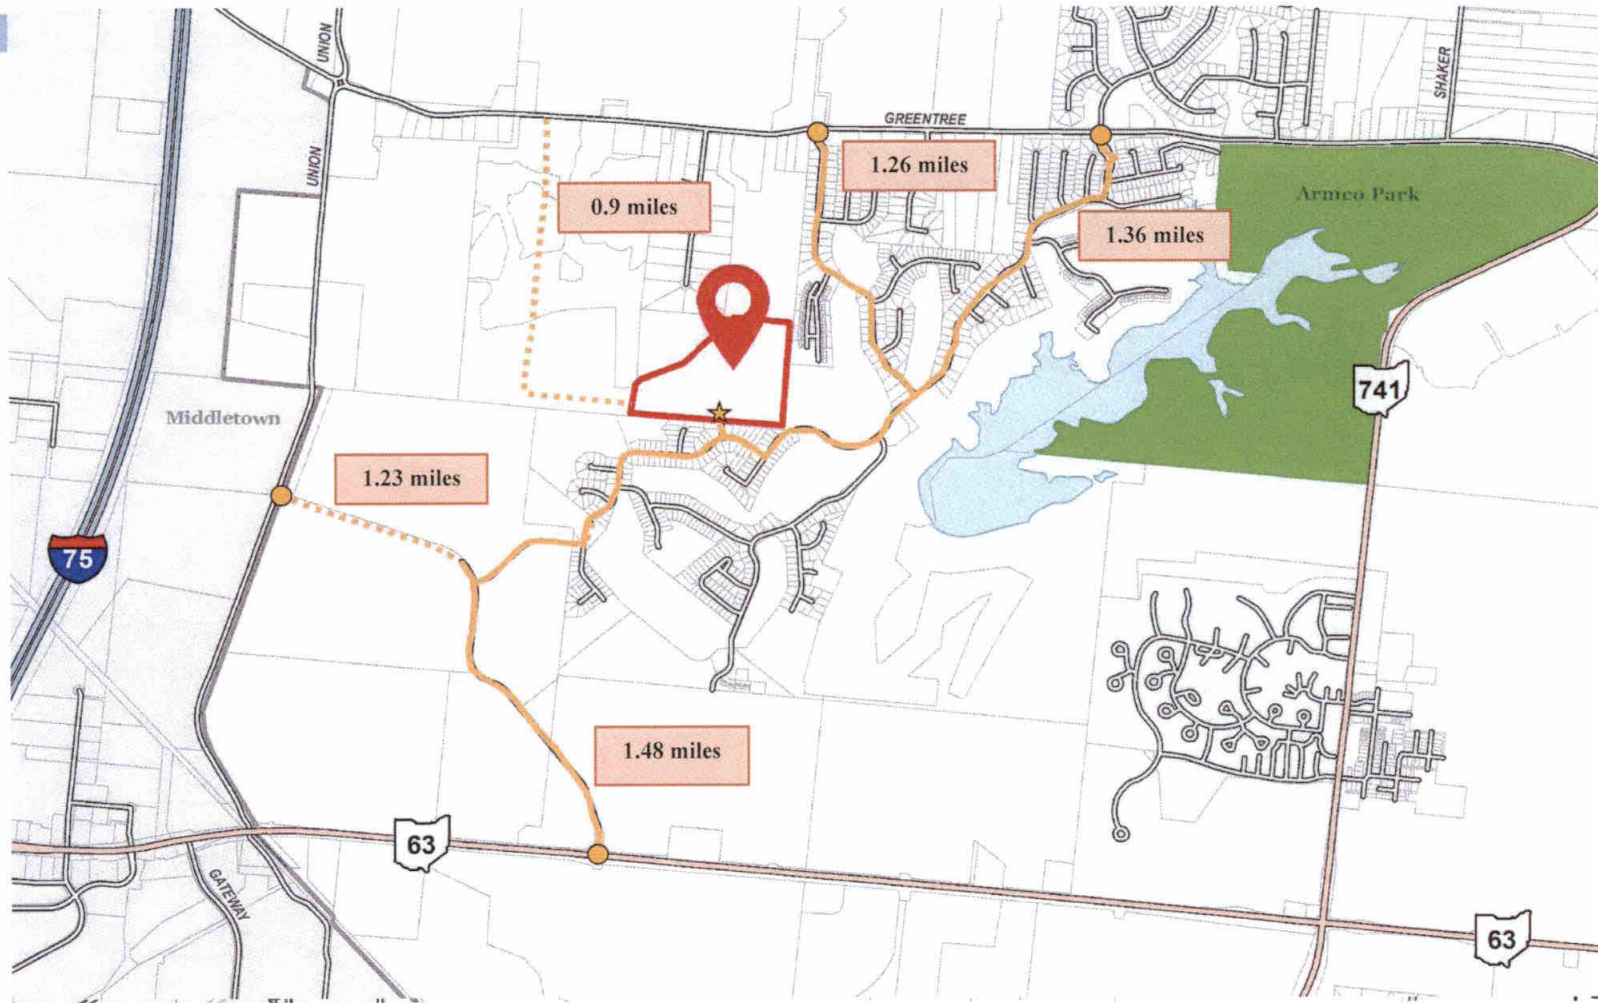 UNION
SHAKER
GREENTREE
1.26 miles
UNION
0.9 miles
Armco Park
1.36 miles
741
Middletown
1.23 miles
75
1.48 miles
63
GATEWAY
63